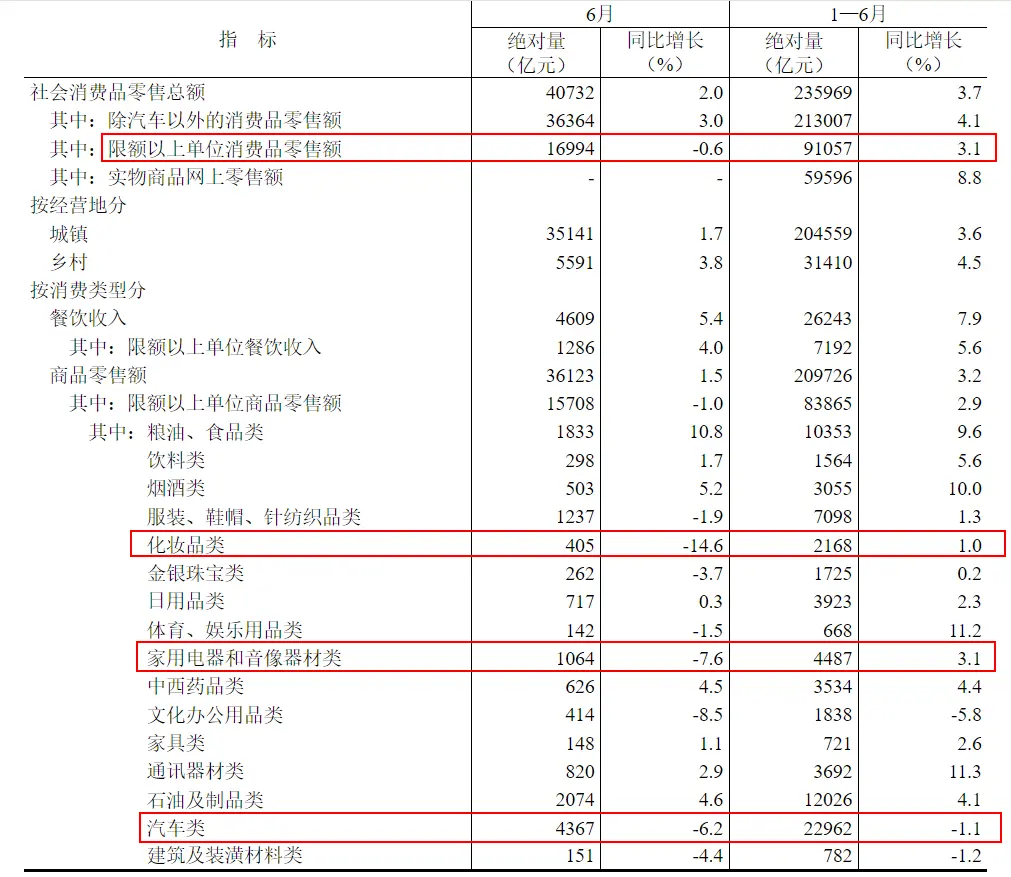 指 标 6月 1—6月
绝对量（亿元） 同比增长（%） 绝对量（亿元） 同比增长（%）
社会消费品零售总额 40732 2.0 235969 3.7
其中：除汽车以外的消费品零售额 36364 3.0 213007 4.1
其中：限额以上单位消费品零售额 16994 -0.6 91057 3.1
其中：实物商品网上零售额 - - 59596 8.8
按经营地分
城镇 35141 1.7 204559 3.6
乡村 5591 3.8 31410 4.5
按消费类型分
餐饮收入 4609 5.4 26243 7.9
其中：限额以上单位餐饮收入 1286 4.0 7192 5.6
商品零售额 36123 1.5 209726 3.2
其中：限额以上单位商品零售额 15708 -1.0 83865 2.9
其中：粮油、食品类 1833 10.8 10353 9.6
饮料类 298 1.7 1564 5.6
烟酒类 503 5.2 3055 10.0
服装、鞋帽、针纺织品类 1237 -1.9 7098 1.3
化妆品类 405 -14.6 2168 1.0
金银珠宝类 262 -3.7 1725 0.2
日用品类 717 0.3 3923 2.3
体育、娱乐用品类 142 -1.5 668 11.2
家用电器和音像器材类 1064 -7.6 4487 3.1
中西药品类 626 4.5 3534 4.4
文化办公用品类 414 -8.5 1838 -5.8
家具类 148 1.1 721 2.6
通讯器材类 820 2.9 3692 11.3
石油及制品类 2074 4.6 12026 4.1
汽车类 4367 -6.2 22962 -1.1
建筑及装潢材料类 151 -4.4 782 -1.2